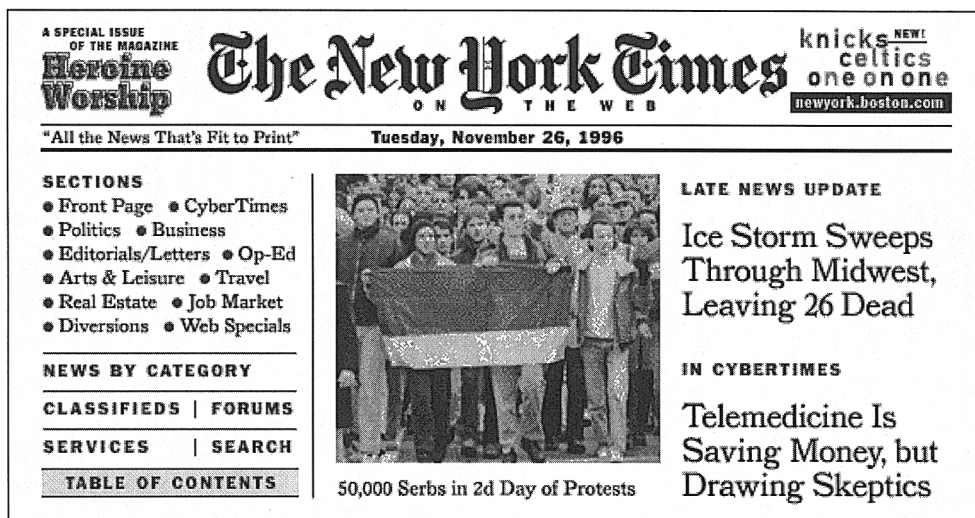 A SPECIAL ISSUE
OF THE MAGAZINE
Heroine
Worship
The New York Times
ON THE WEB
knicks NEW!
celtics
one on one
newyork.boston.com
"All the News That's Fit to Print"
Tuesday, November 26, 1996
SECTIONS
● Front Page ● CyberTimes
● Politics ● Business
● Editorials/Letters ● Op-Ed
● Arts & Leisure ● Travel
● Real Estate ● Job Market
● Diversions ● Web Specials
NEWS BY CATEGORY
CLASSIFIEDS | FORUMS
SERVICES | SEARCH
TABLE OF CONTENTS
50,000 Serbs in 2d Day of Protests
LATE NEWS UPDATE
Ice Storm Sweeps
Through Midwest,
Leaving 26 Dead
IN CYBERTIMES
Telemedicine Is
Saving Money, but
Drawing Skeptics